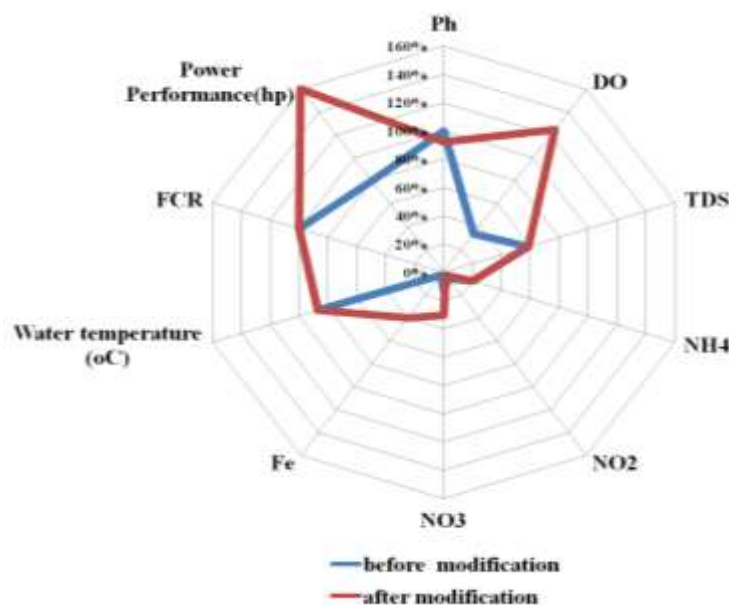 Ph
160%
140%
120%
100%
80%
60%
40%
20%
0%
DO
TDS
NH4
NO2
NO3
Fe
Water temperature
(oC)
FCR
Power
Performance(hp)
before modification
after modification